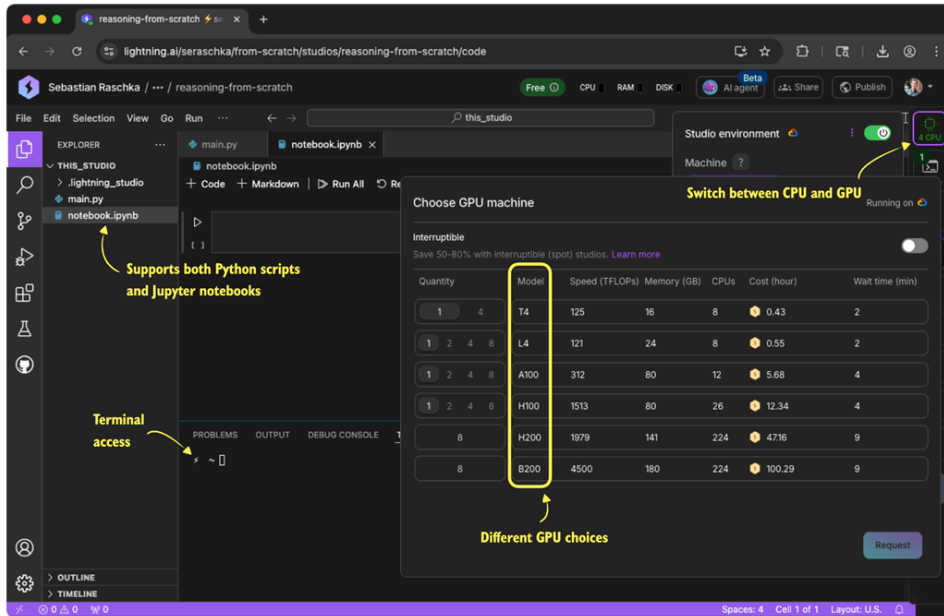 reasoning-from-scratch ⚡ se
lightning.ai/seraschka/from-scratch/studios/reasoning-from-scratch/code
Sebastian Raschka / ··· / reasoning-from-scratch
Free
CPU
RAM
DISK
Beta
AI agent
Share
Publish
File Edit Selection View Go Run ···
this_studio
EXPLORER
THIS_STUDIO
.lightning_studio
main.py
notebook.ipynb
main.py
notebook.ipynb
notebook.ipynb
+ Code + Markdown Run All
[ ]
Studio environment
Machine ?
4 CPU
1
Switch between CPU and GPU
Supports both Python scripts
and Jupyter notebooks
Choose GPU machine
Running on
Interruptible
Save 50-80% with interruptible (spot) studios. Learn more
Quantity Model Speed (TFLOPs) Memory (GB) CPUs Cost (hour) Wait time (min)
1 4 T4 125 16 8 0.43 2
1 2 4 8 L4 121 24 8 0.55 2
1 2 4 8 A100 312 80 12 5.68 4
1 2 4 8 H100 1513 80 26 12.34 4
8 H200 1979 141 224 47.16 9
8 B200 4500 180 224 100.29 9
Different GPU choices
Request
Terminal
access
PROBLEMS OUTPUT DEBUG CONSOLE
⚡ ~
OUTLINE
TIMELINE
0 0 0
Spaces: 4 Cell 1 of 1 Layout: U.S.